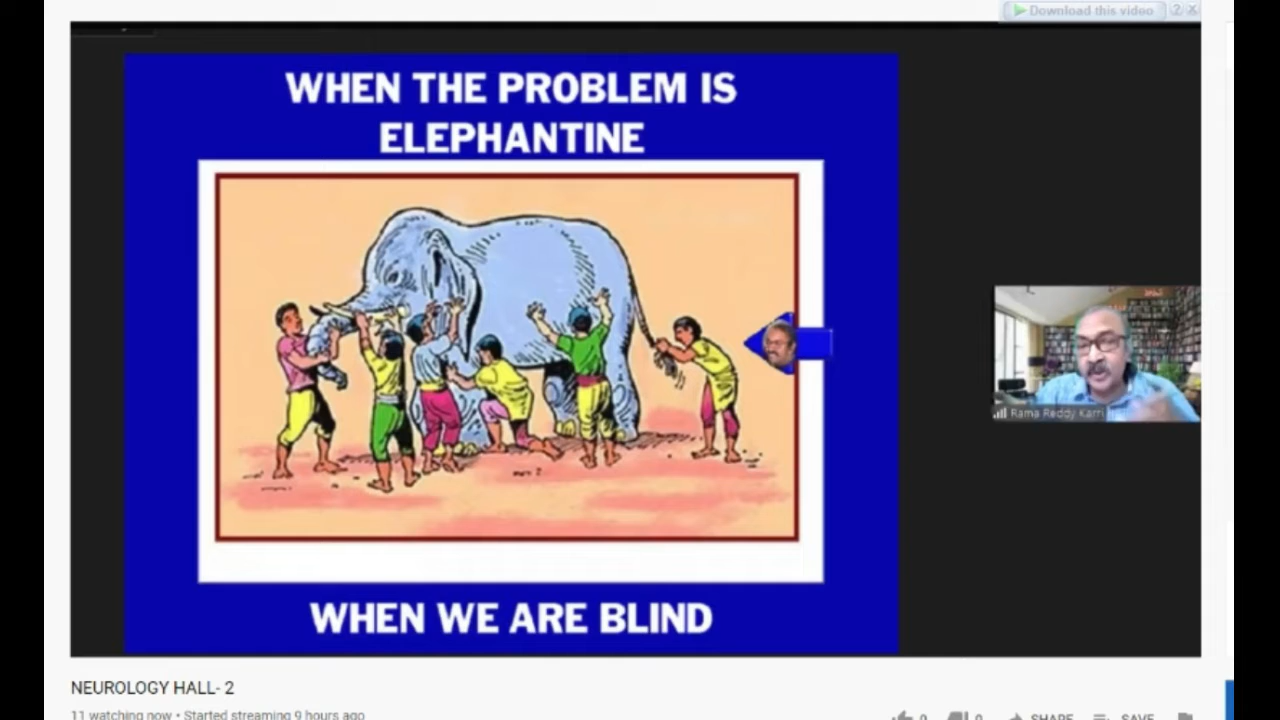 Download this video ? X
WHEN THE PROBLEM IS
ELEPHANTINE
WHEN WE ARE BLIND
Rama Reddy Karri
NEUROLOGY HALL- 2
11 watching now • Started streaming 9 hours ago
0 0 SHARE SAVE